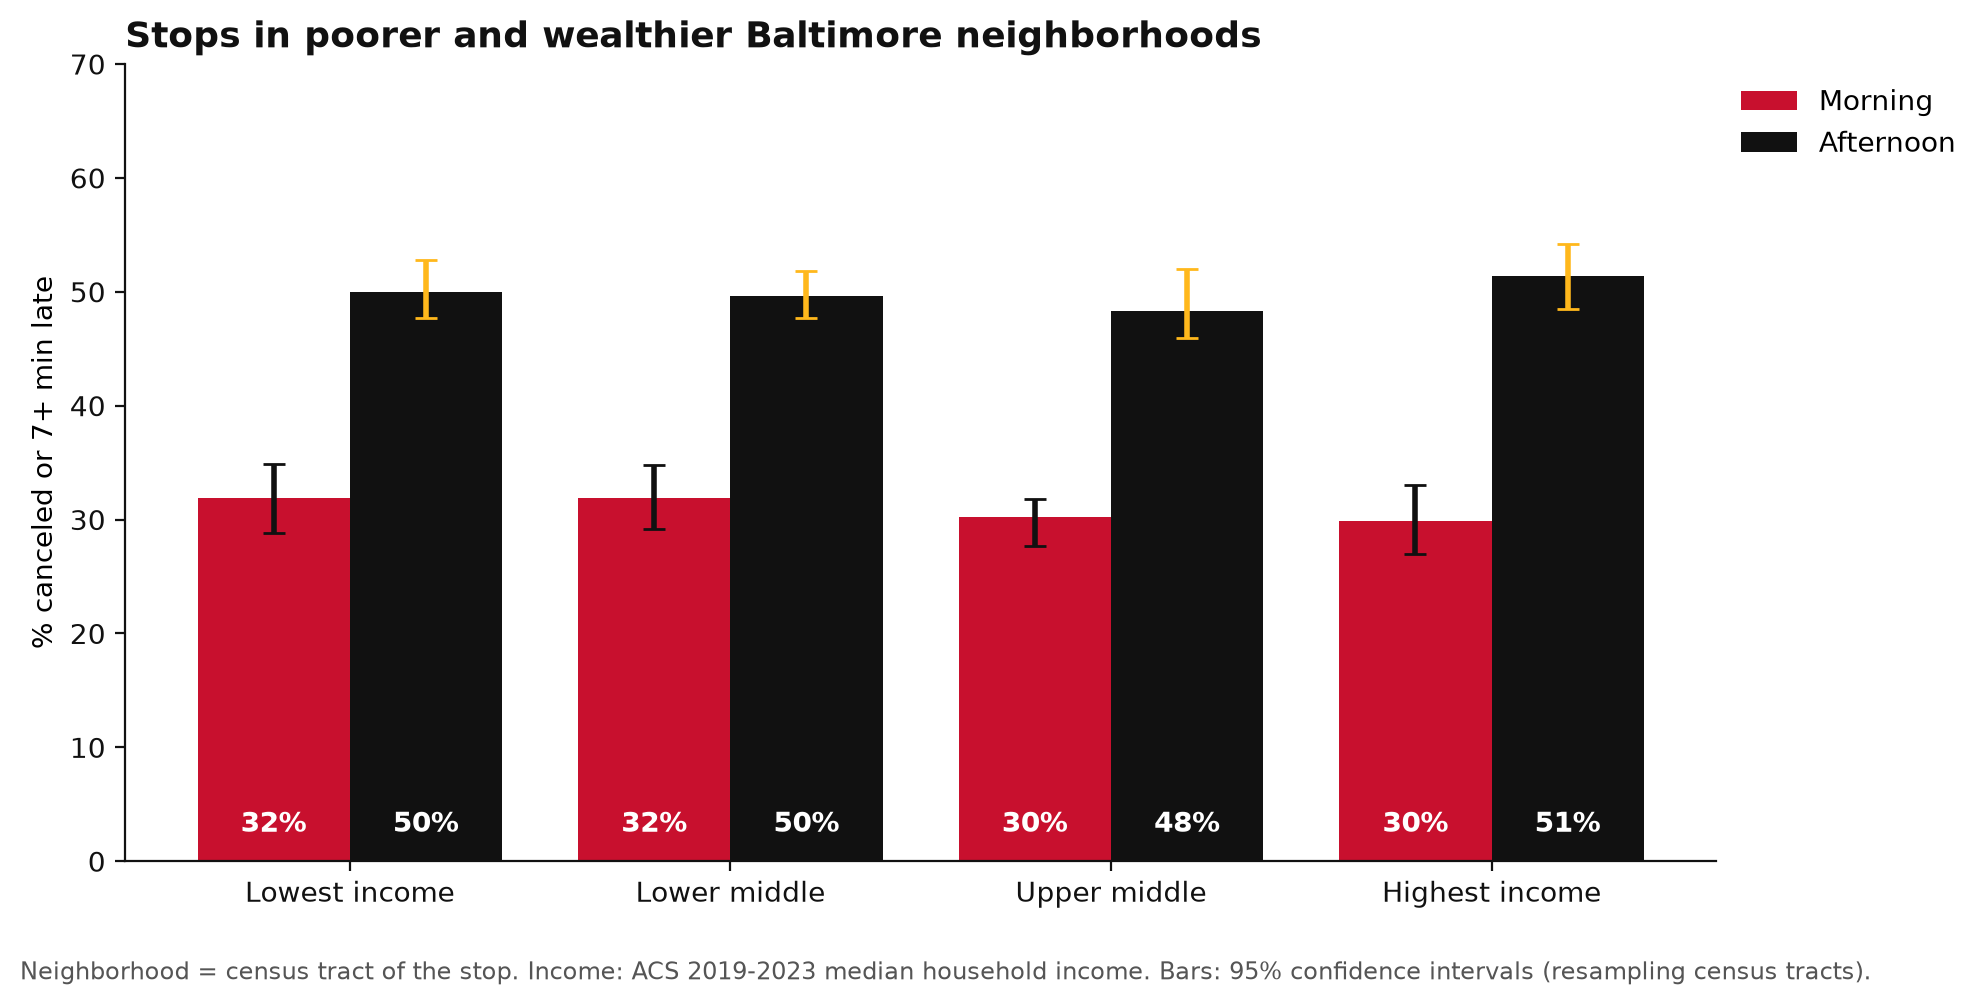 Stops in poorer and wealthier Baltimore neighborhoods
% canceled or 7+ min late
70
60
50
40
30
20
10
0
Morning
Afternoon
32%
50%
32%
50%
30%
48%
30%
51%
Lowest income
Lower middle
Upper middle
Highest income
Neighborhood = census tract of the stop. Income: ACS 2019-2023 median household income. Bars: 95% confidence intervals (resampling census tracts).